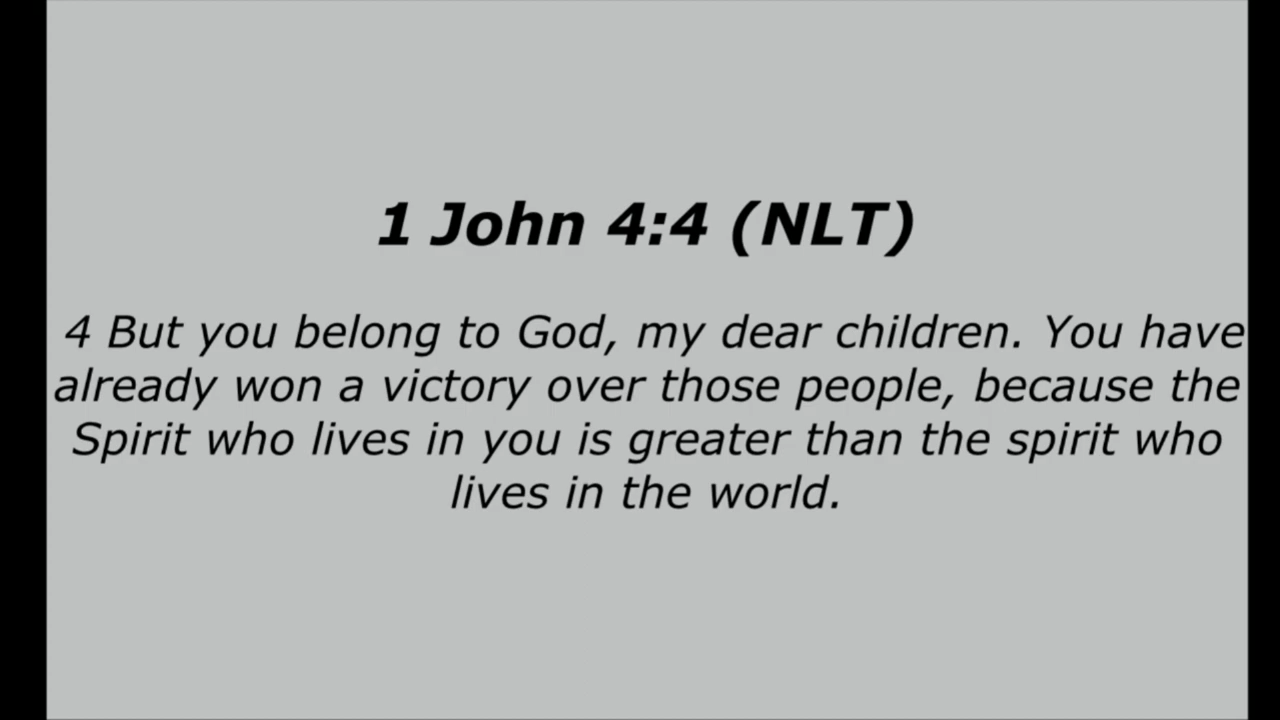 1 John 4:4 (NLT)
4 But you belong to God, my dear children. You have
already won a victory over those people, because the
Spirit who lives in you is greater than the spirit who
lives in the world.